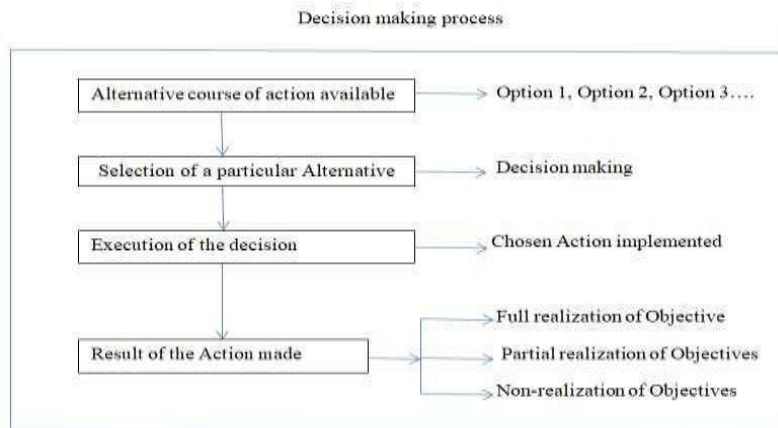 Decision making process
Alternative course of action available
Option 1, Option 2, Option 3....
Selection of a particular Alternative
Decision making
Execution of the decision
Chosen Action implemented
Result of the Action made
Full realization of Objective
Partial realization of Objectives
Non-realization of Objectives